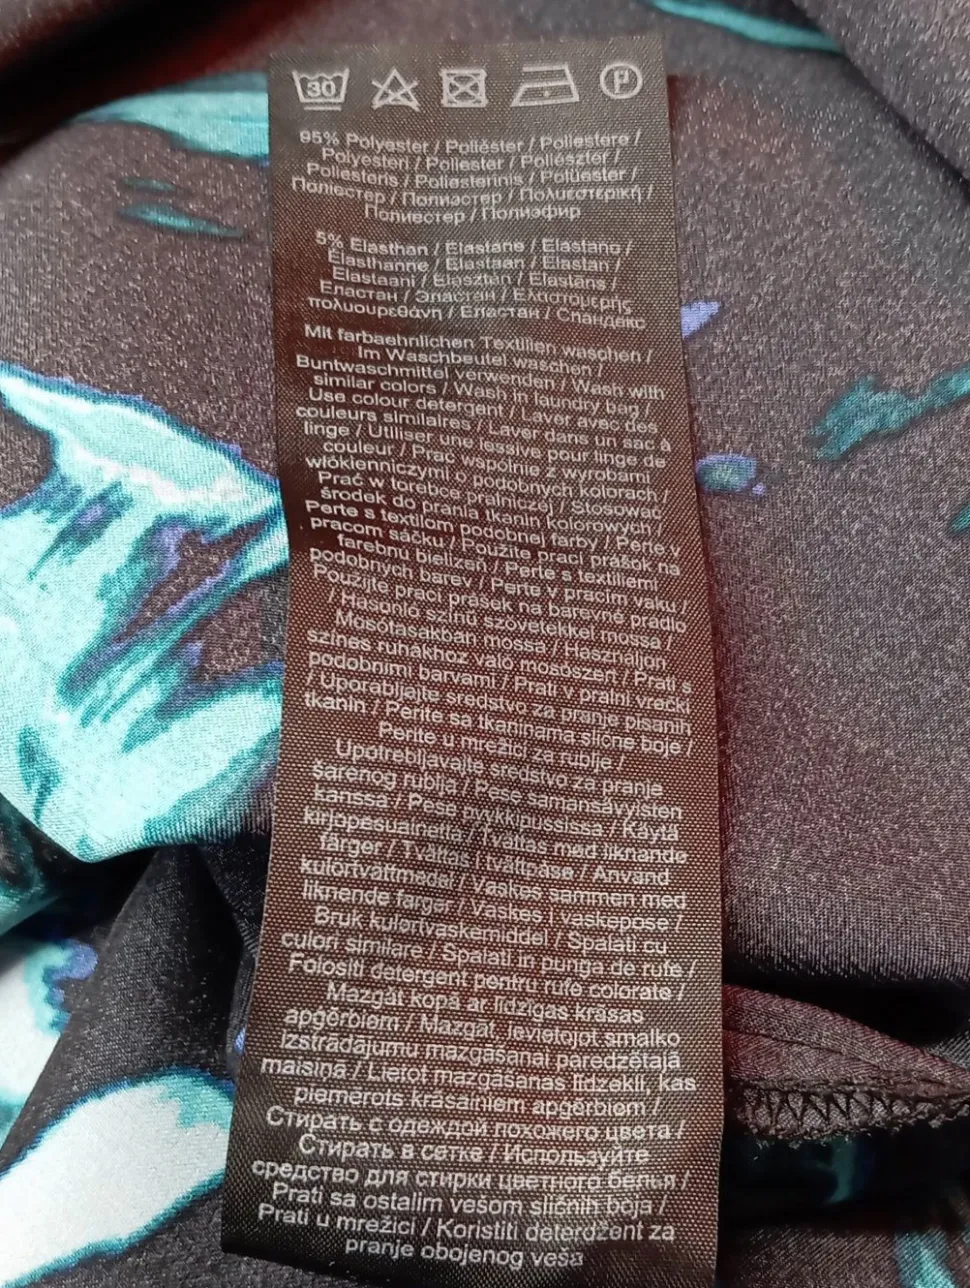 30 P
95% Polyester / Poliéster / Poliestere /
Polyesteri / Poliester / Poliészter /
Poliesteris / Poliestennis / Polüester /
Полиестер / Полиэстер / Πολυεστερική /
Полиестер / Полиэфир
5% Elasthan / Elastane / Elastano /
Élasthanne / Elastaan / Elastan /
Elastaani / Elasztán / Elastāns /
Еластан / Эластан / Ελαστομερής
πολυουρεθάνη / Еластан / Спандекс
Mit farbaehnlichen Textilien waschen /
Im Waschbeutel waschen /
Buntwaschmittel verwenden / Wash with
similar colors / Wash in laundry bag /
Use colour detergent / Laver avec des
couleurs similaires / Laver dans un sac à
linge / Utiliser une lessive pour linge de
couleur / Prać wspólnie z wyrobami
włókienniczymi o podobnych kolorach /
Prać w torebce pralniczej / Stosować
środek do prania tkanin kolorowych /
Perte s textilom podobnej farby / Perte v
pracom sáčku / Použite prací prášok na
farebnú bielizeň / Perte s textiliemi
podobných barev / Perte v pracím vaku /
Použijte prací prášek na barevné prádlo
/ Hasonló színű szövetekkel mossa /
Mosótasakban mossa / Használjon
színes ruhákhoz való mosószert / Prati s
podobnimi barvami / Prati v pralni vrečki
/ Uporabljajte sredstvo za pranje pisanih
tkanin / Perite sa tkaninama slične boje /
Perite u mrežici za rublje /
Upotrebljavajte sredstvo za pranje
šarenog rublja / Pese samansävyisten
kanssa / Pese pyykkipussissa / Käytä
kirjopesuainetta / Tvättas med liknande
färger / Tvättas i tvättpåse / Använd
kulörtvättmedel / Vaskes sammen med
liknende farger / Vaskes i vaskepose /
Bruk kulørtvaskemiddel / Spălați cu
culori similare / Spălați în punga de rufe /
Folosiți detergent pentru rufe colorate /
Mazgāt kopā ar līdzīgas krāsas
apģērbiem / Mazgāt, ievietojot smalko
izstrādājumu mazgāšanai paredzētajā
maisiņā / Lietot mazgāšanas līdzekli, kas
piemērots krāsainiem apģērbiem /
Стирать с одеждой похожего цвета /
Стирать в сетке / Используйте
средство для стирки цветного белья /
Prati sa ostalim vešom sličnih boja /
Prati u mrežici / Koristiti deterdžent za
pranje obojenog veša